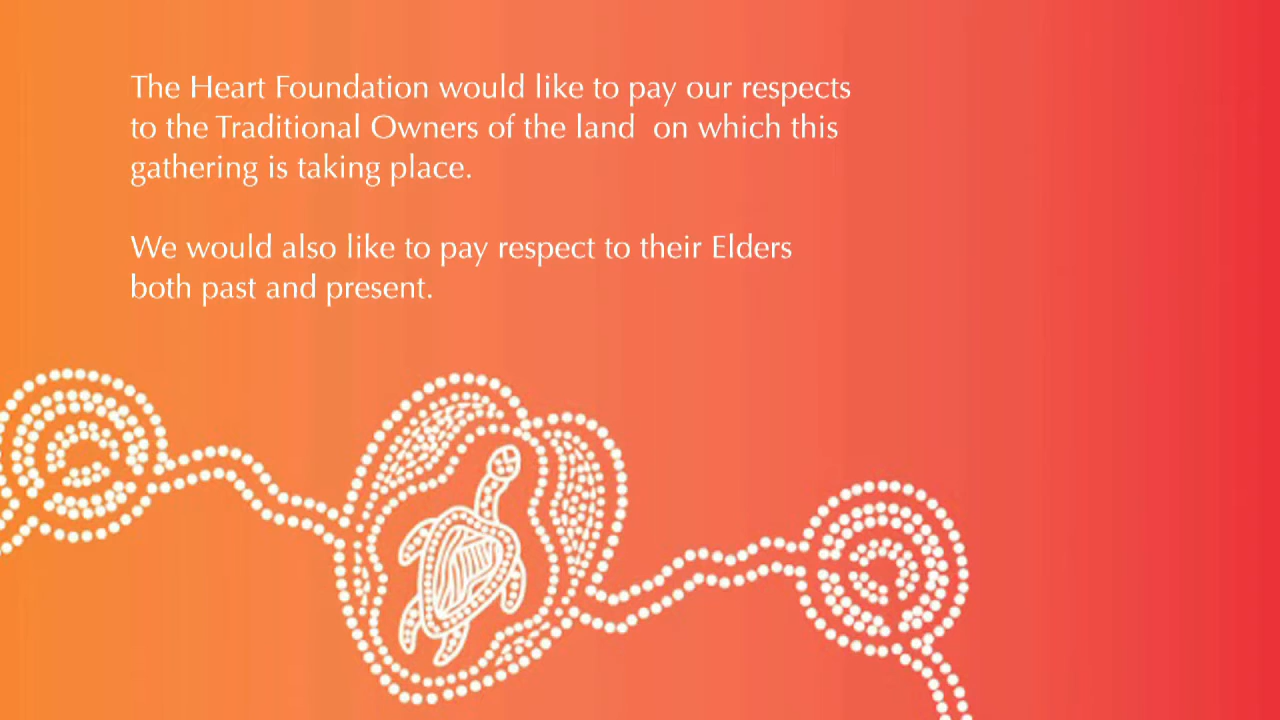 The Heart Foundation would like to pay our respects
to the Traditional Owners of the land  on which this
gathering is taking place.
We would also like to pay respect to their Elders
both past and present.